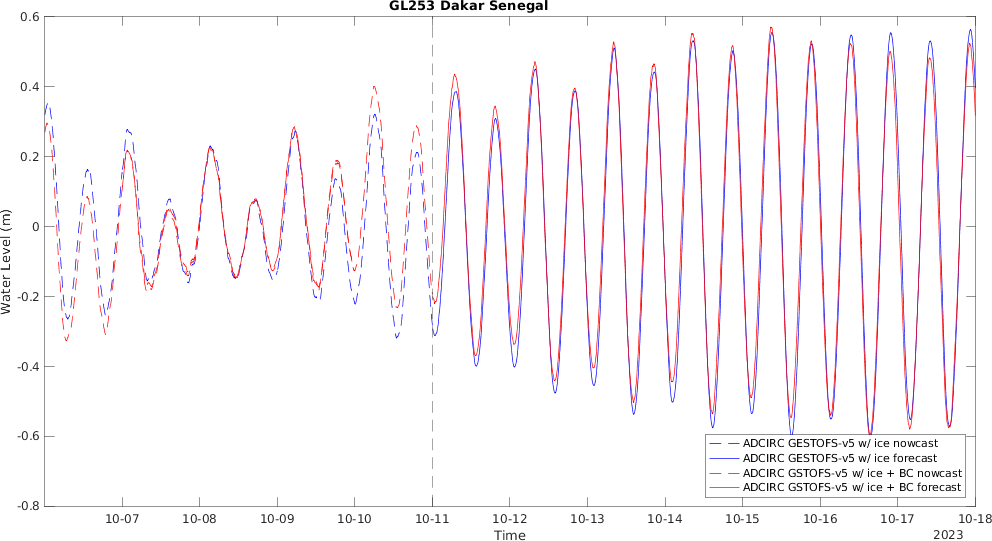 GL253 Dakar Senegal
0.6
0.4
0.2
0
-0.2
-0.4
-0.6
-0.8
Water Level (m)
ADCIRC GESTOFS-v5 w/ ice nowcast
ADCIRC GESTOFS-v5 w/ ice forecast
ADCIRC GSTOFS-v5 w/ ice + BC nowcast
ADCIRC GSTOFS-v5 w/ ice + BC forecast
10-07 10-08 10-09 10-10 10-11 10-12 10-13 10-14 10-15 10-16 10-17 10-18
Time
2023